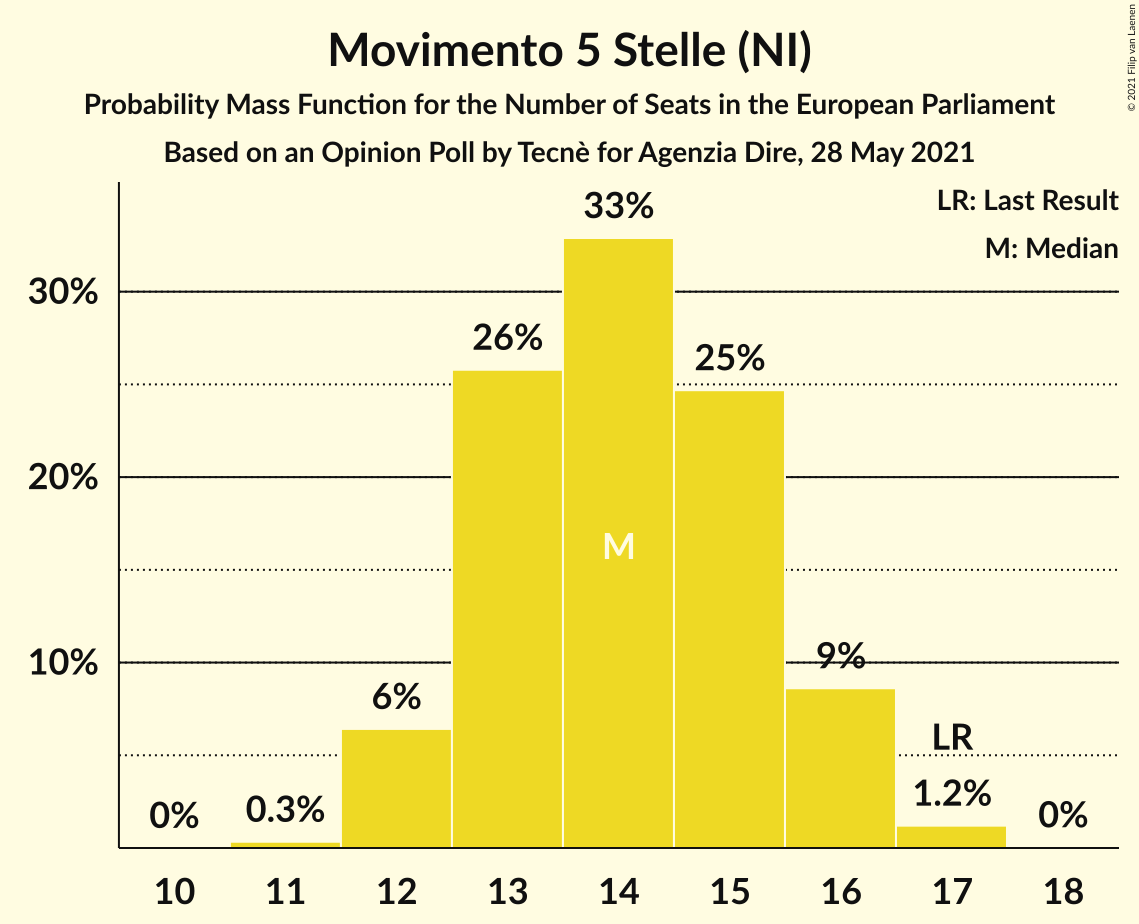 Movimento 5 Stelle (NI)
Probability Mass Function for the Number of Seats in the European Parliament
Based on an Opinion Poll by Tecnè for Agenzia Dire, 28 May 2021
© 2021 Filip van Laenen
LR: Last Result
M: Median
30%
20%
10%
0%
0.3%
6%
26%
33%
M
25%
9%
LR
1.2%
0%
10 11 12 13 14 15 16 17 18